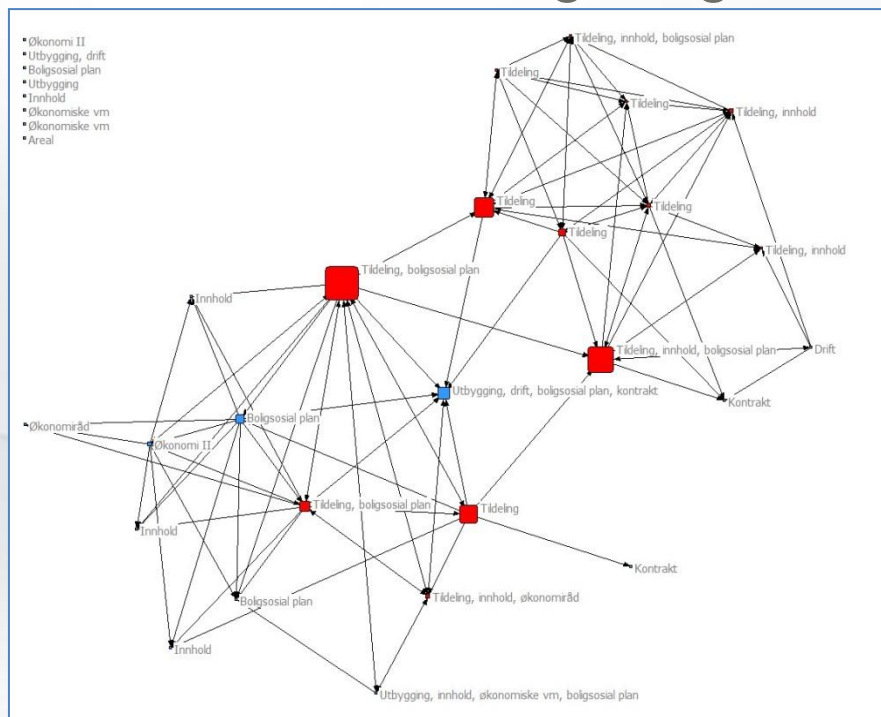 Økonomi II
Utbygging, drift
Boligsosial plan
Utbygging
Innhold
Økonomiske vm
Økonomiske vm
Areal
Tildeling, innhold, boligsosial plan
Tildeling
Tildeling
Tildeling, innhold
Tildeling
Tildeling
Tildeling
Tildeling, innhold
Tildeling, boligsosial plan
Innhold
Drift
Tildeling, innhold, boligsosial plan
Utbygging, drift, boligsosial plan, kontrakt
Kontrakt
Boligsosial plan
Økonomiråd
Økonomi II
Tildeling, boligsosial plan
Tildeling
Innhold
Kontrakt
Tildeling, innhold, økonomiråd
Boligsosial plan
Innhold
Utbygging, innhold, økonomiske vm, boligsosial plan